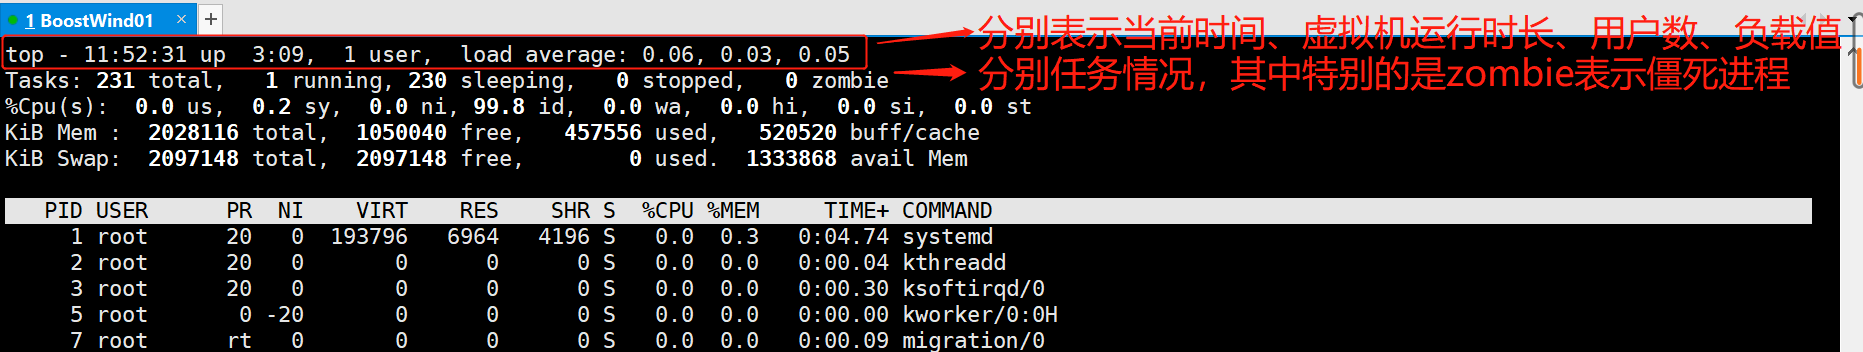 1 BoostWind01 × +
top - 11:52:31 up  3:09,  1 user,  load average: 0.06, 0.03, 0.05
分别表示当前时间、虚拟机运行时长、用户数、负载值
Tasks: 231 total,   1 running, 230 sleeping,   0 stopped,   0 zombie
分别任务情况，其中特别的是zombie表示僵死进程
%Cpu(s):  0.0 us,  0.2 sy,  0.0 ni, 99.8 id,  0.0 wa,  0.0 hi,  0.0 si,  0.0 st
KiB Mem :  2028116 total,  1050040 free,   457556 used,   520520 buff/cache
KiB Swap:  2097148 total,  2097148 free,        0 used.  1333868 avail Mem
PID USER      PR  NI    VIRT    RES    SHR S  %CPU %MEM     TIME+ COMMAND
1 root      20   0  193796   6964   4196 S   0.0  0.3   0:04.74 systemd
2 root      20   0       0      0      0 S   0.0  0.0   0:00.04 kthreadd
3 root      20   0       0      0      0 S   0.0  0.0   0:00.30 ksoftirqd/0
5 root       0 -20       0      0      0 S   0.0  0.0   0:00.00 kworker/0:0H
7 root      rt   0       0      0      0 S   0.0  0.0   0:00.09 migration/0